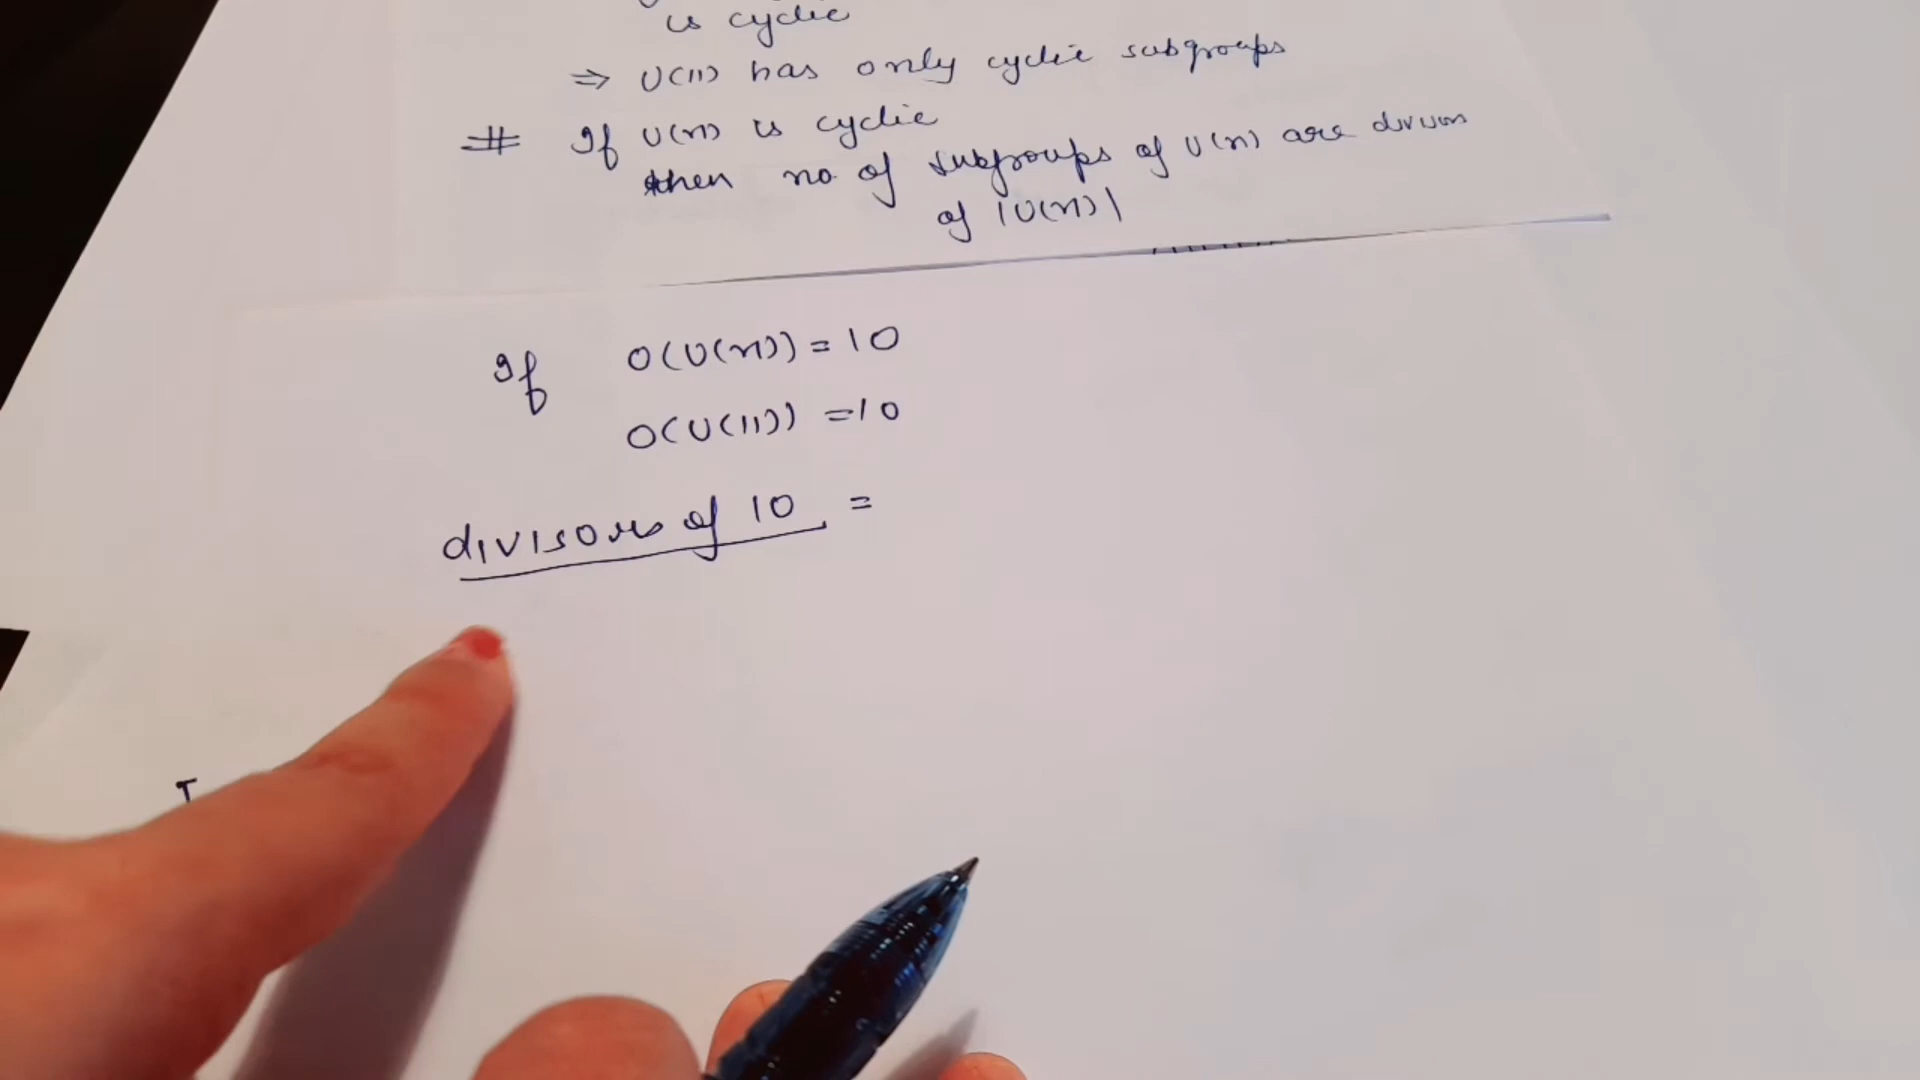 is cyclic
⇒ U(11) has only cyclic subgroups
# If U(n) is cyclic
then no. of subgroups of U(n) are divisors
of |U(n)|
If O(U(n)) = 10
O(U(11)) = 10
divisors of 10 =
I